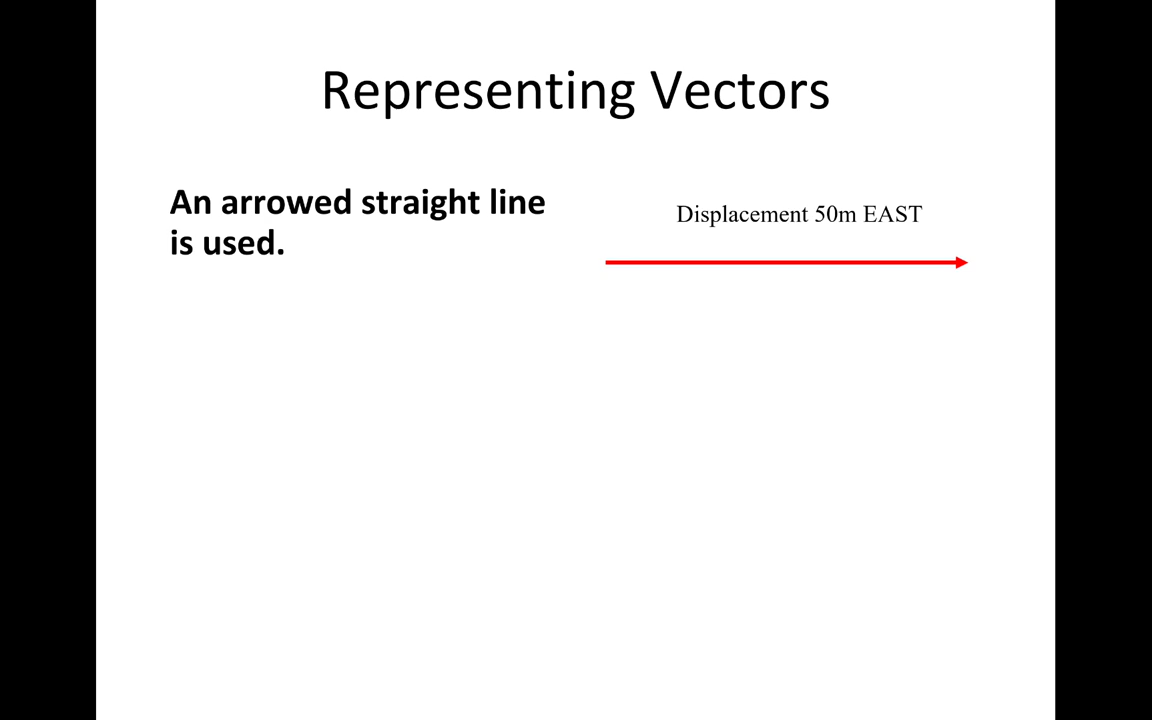 Representing Vectors
An arrowed straight line
is used.
Displacement 50m EAST